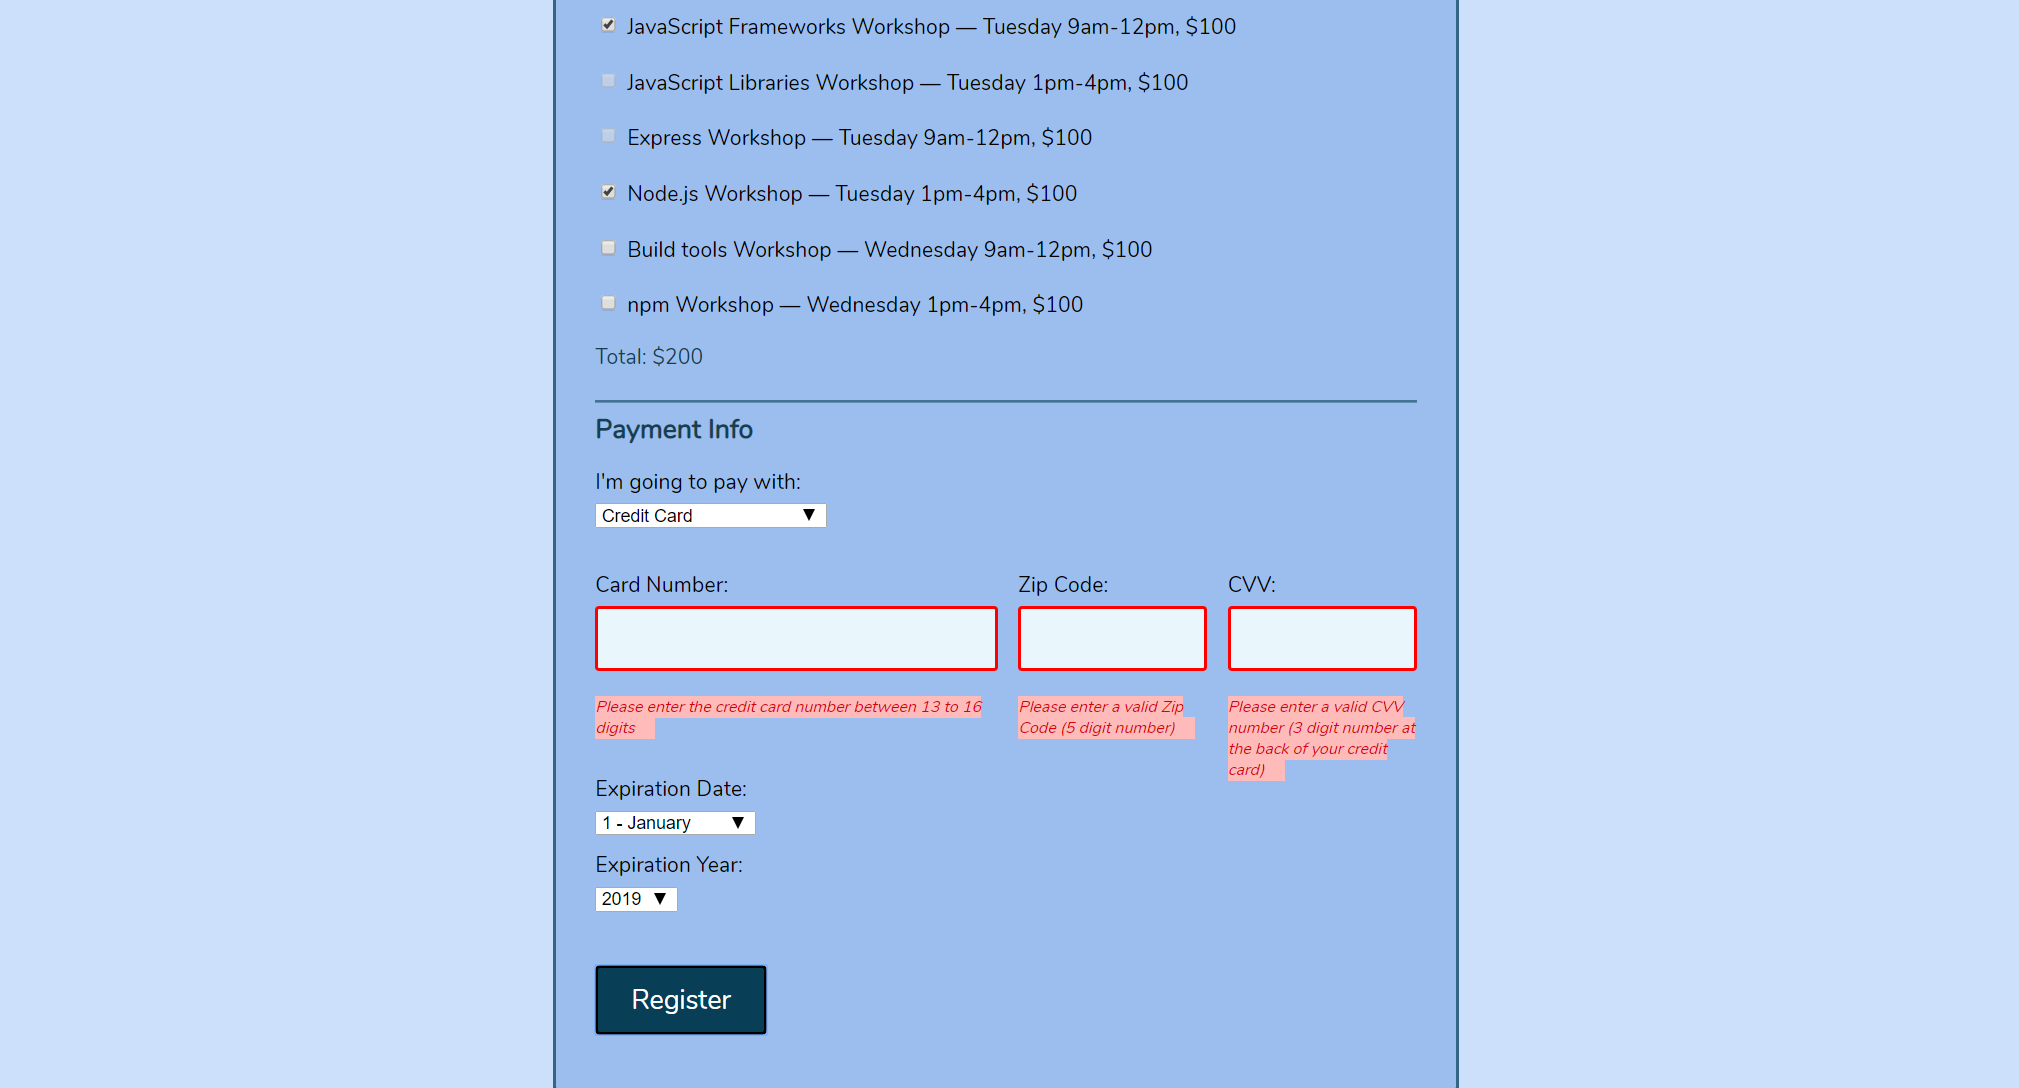 JavaScript Frameworks Workshop — Tuesday 9am-12pm, $100
JavaScript Libraries Workshop — Tuesday 1pm-4pm, $100
Express Workshop — Tuesday 9am-12pm, $100
Node.js Workshop — Tuesday 1pm-4pm, $100
Build tools Workshop — Wednesday 9am-12pm, $100
npm Workshop — Wednesday 1pm-4pm, $100
Total: $200
Payment Info
I'm going to pay with:
Credit Card
Card Number:
Zip Code:
CVV:
Please enter the credit card number between 13 to 16
digits
Please enter a valid Zip
Code (5 digit number)
Please enter a valid CVV
number (3 digit number at
the back of your credit
card)
Expiration Date:
1 - January
Expiration Year:
2019
Register